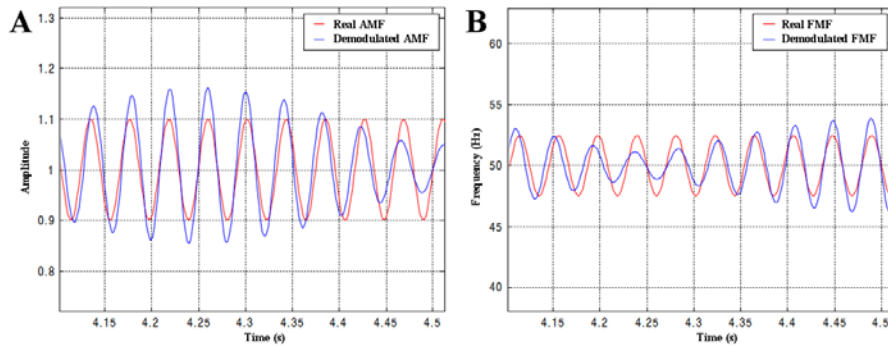 A
Real AMF
Demodulated AMF
Amplitude
1.3
1.2
1.1
1
0.9
0.8
4.15
4.2
4.25
4.3
4.35
4.4
4.45
4.5
Time (s)
B
Real FMF
Demodulated FMF
Frequency (Hz)
60
55
50
45
40
4.15
4.2
4.25
4.3
4.35
4.4
4.45
4.5
Time (s)